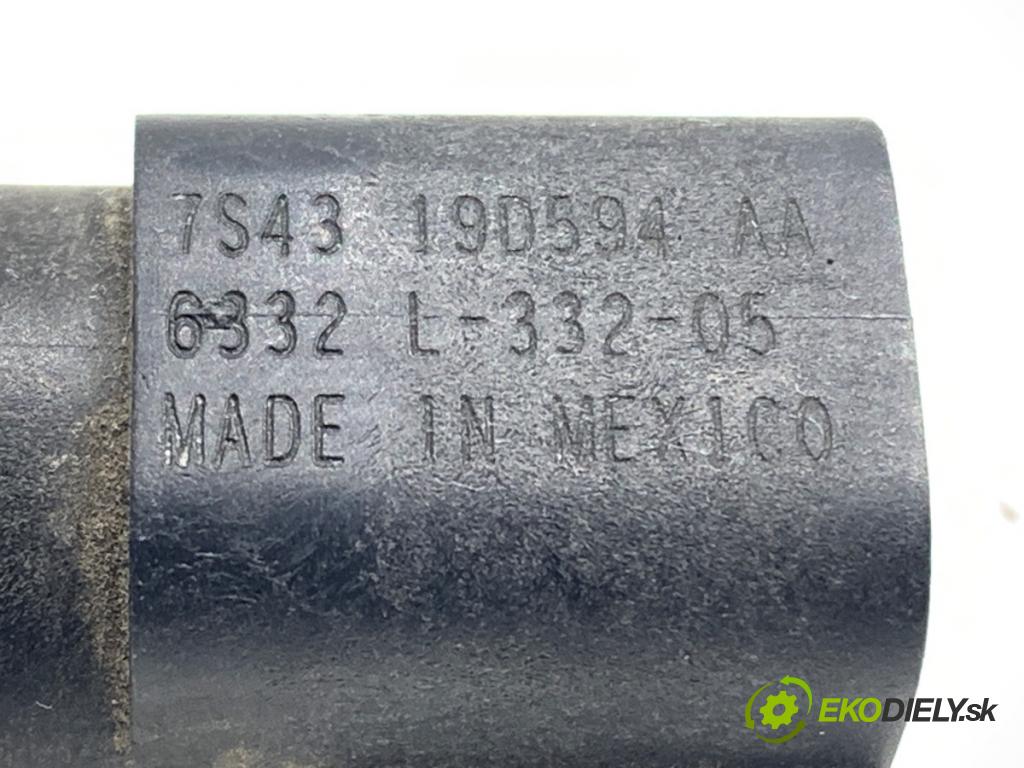 7S43 19D594 AA
6332 L-332-05
MADE IN MEXICO
EKODIELY.sk